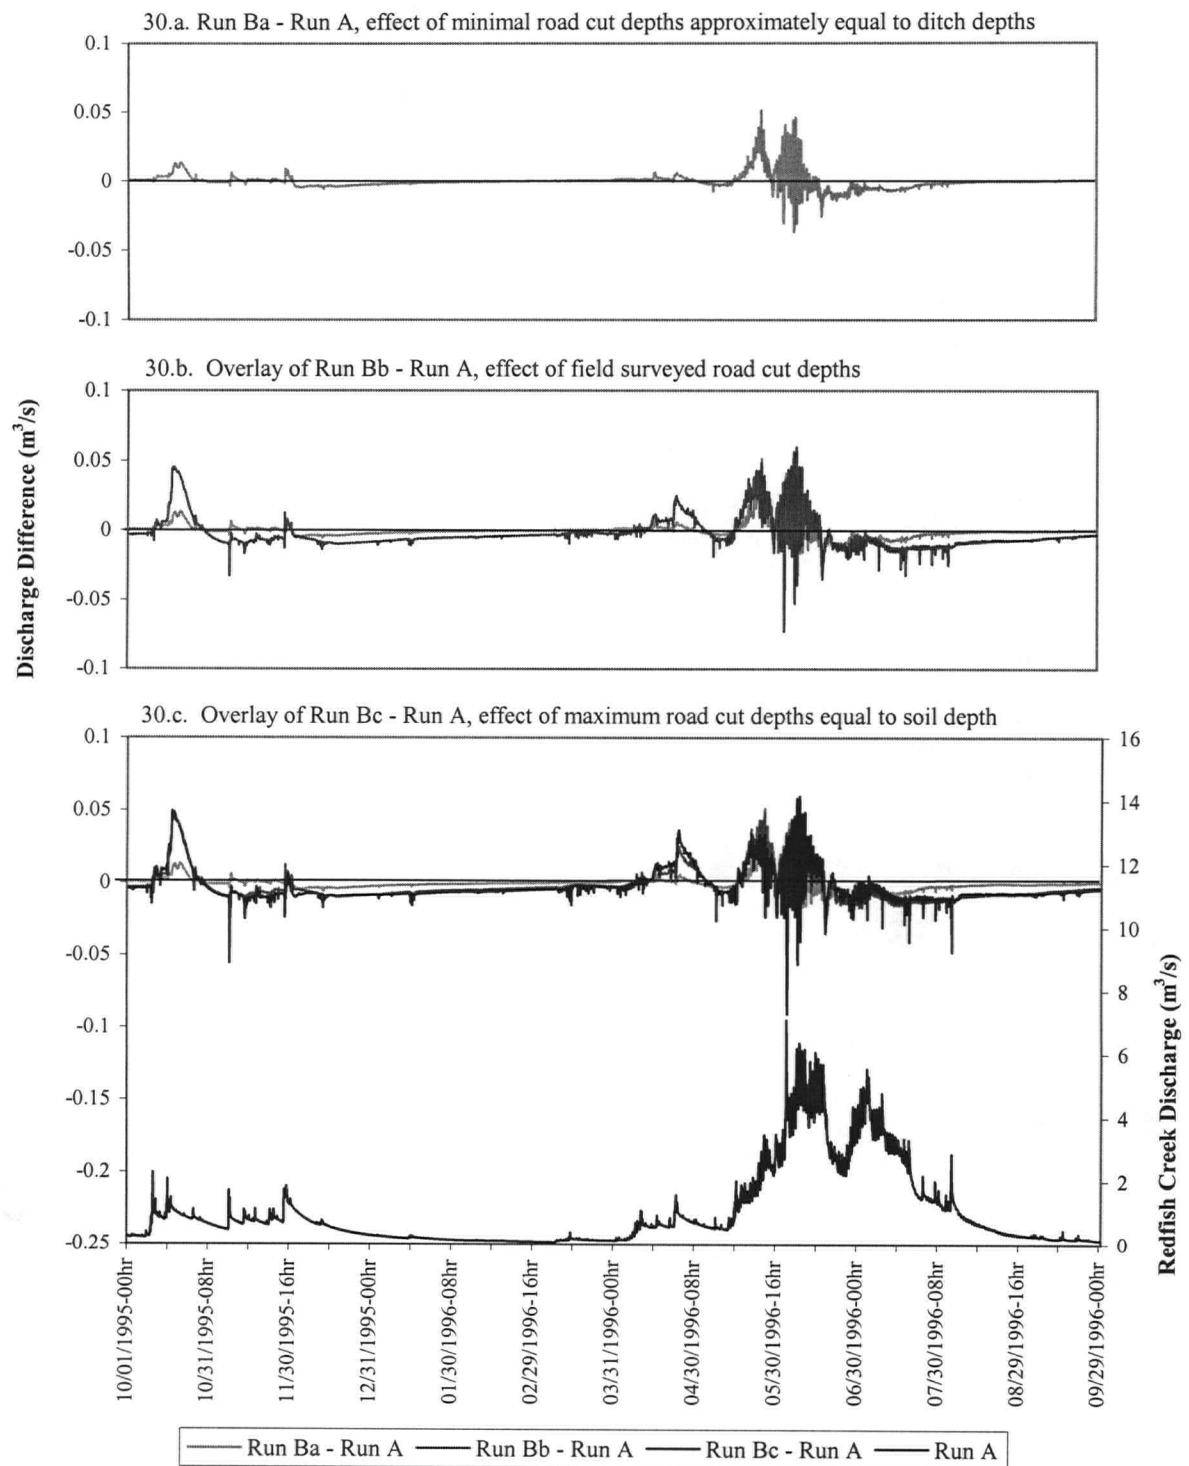 30.a. Run Ba - Run A, effect of minimal road cut depths approximately equal to ditch depths
0.1
0.05
0
-0.05
-0.1
30.b. Overlay of Run Bb - Run A, effect of field surveyed road cut depths
0.1
0.05
0
-0.05
-0.1
Discharge Difference (m³/s)
30.c. Overlay of Run Bc - Run A, effect of maximum road cut depths equal to soil depth
0.1
0.05
0
-0.05
-0.1
-0.15
-0.2
-0.25
16
14
12
10
8
6
4
2
0
Redfish Creek Discharge (m³/s)
10/01/1995-00hr
10/31/1995-08hr
11/30/1995-16hr
12/31/1995-00hr
01/30/1996-08hr
02/29/1996-16hr
03/31/1996-00hr
04/30/1996-08hr
05/30/1996-16hr
06/30/1996-00hr
07/30/1996-08hr
08/29/1996-16hr
09/29/1996-00hr
Run Ba - Run A Run Bb - Run A Run Bc - Run A Run A